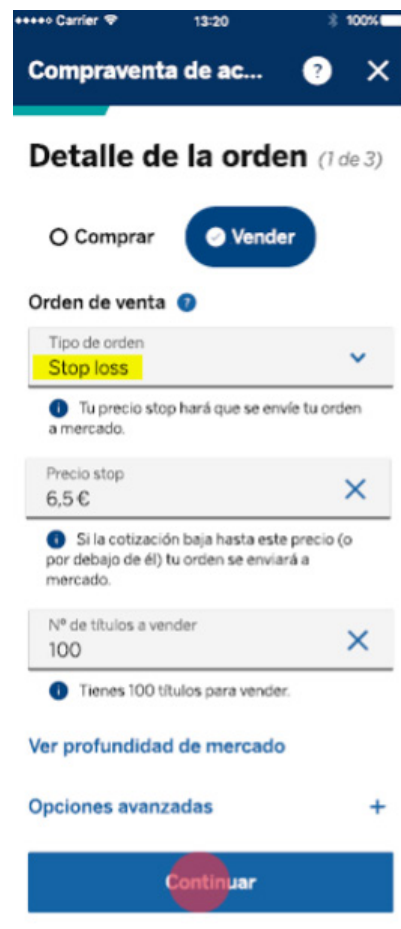 Carrier 13:20 100%
Compraventa de ac... ?
Detalle de la orden (1 de 3)
Comprar Vender
Orden de venta ?
Tipo de orden
Stop loss
i Tu precio stop hará que se envíe tu orden
a mercado.
Precio stop
6,5 €
i Si la cotización baja hasta este precio (o
por debajo de él) tu orden se enviará a
mercado.
Nº de títulos a vender
100
i Tienes 100 títulos para vender.
Ver profundidad de mercado
Opciones avanzadas +
Continuar